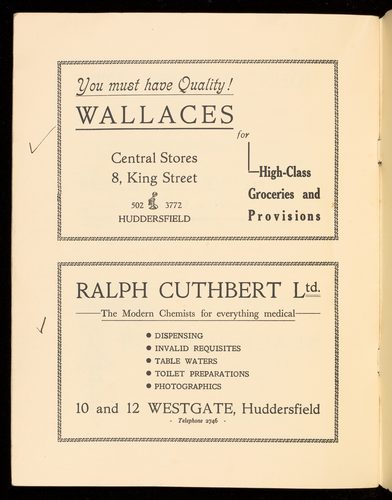 You must have Quality!
WALLACES
for
Central Stores
8, King Street
502 3772
HUDDERSFIELD
High-Class
Groceries and
Provisions
RALPH CUTHBERT Ltd.
The Modern Chemists for everything medical
• DISPENSING
• INVALID REQUISITES
• TABLE WATERS
• TOILET PREPARATIONS
• PHOTOGRAPHICS
10 and 12 WESTGATE, Huddersfield
- Telephone 2746 -